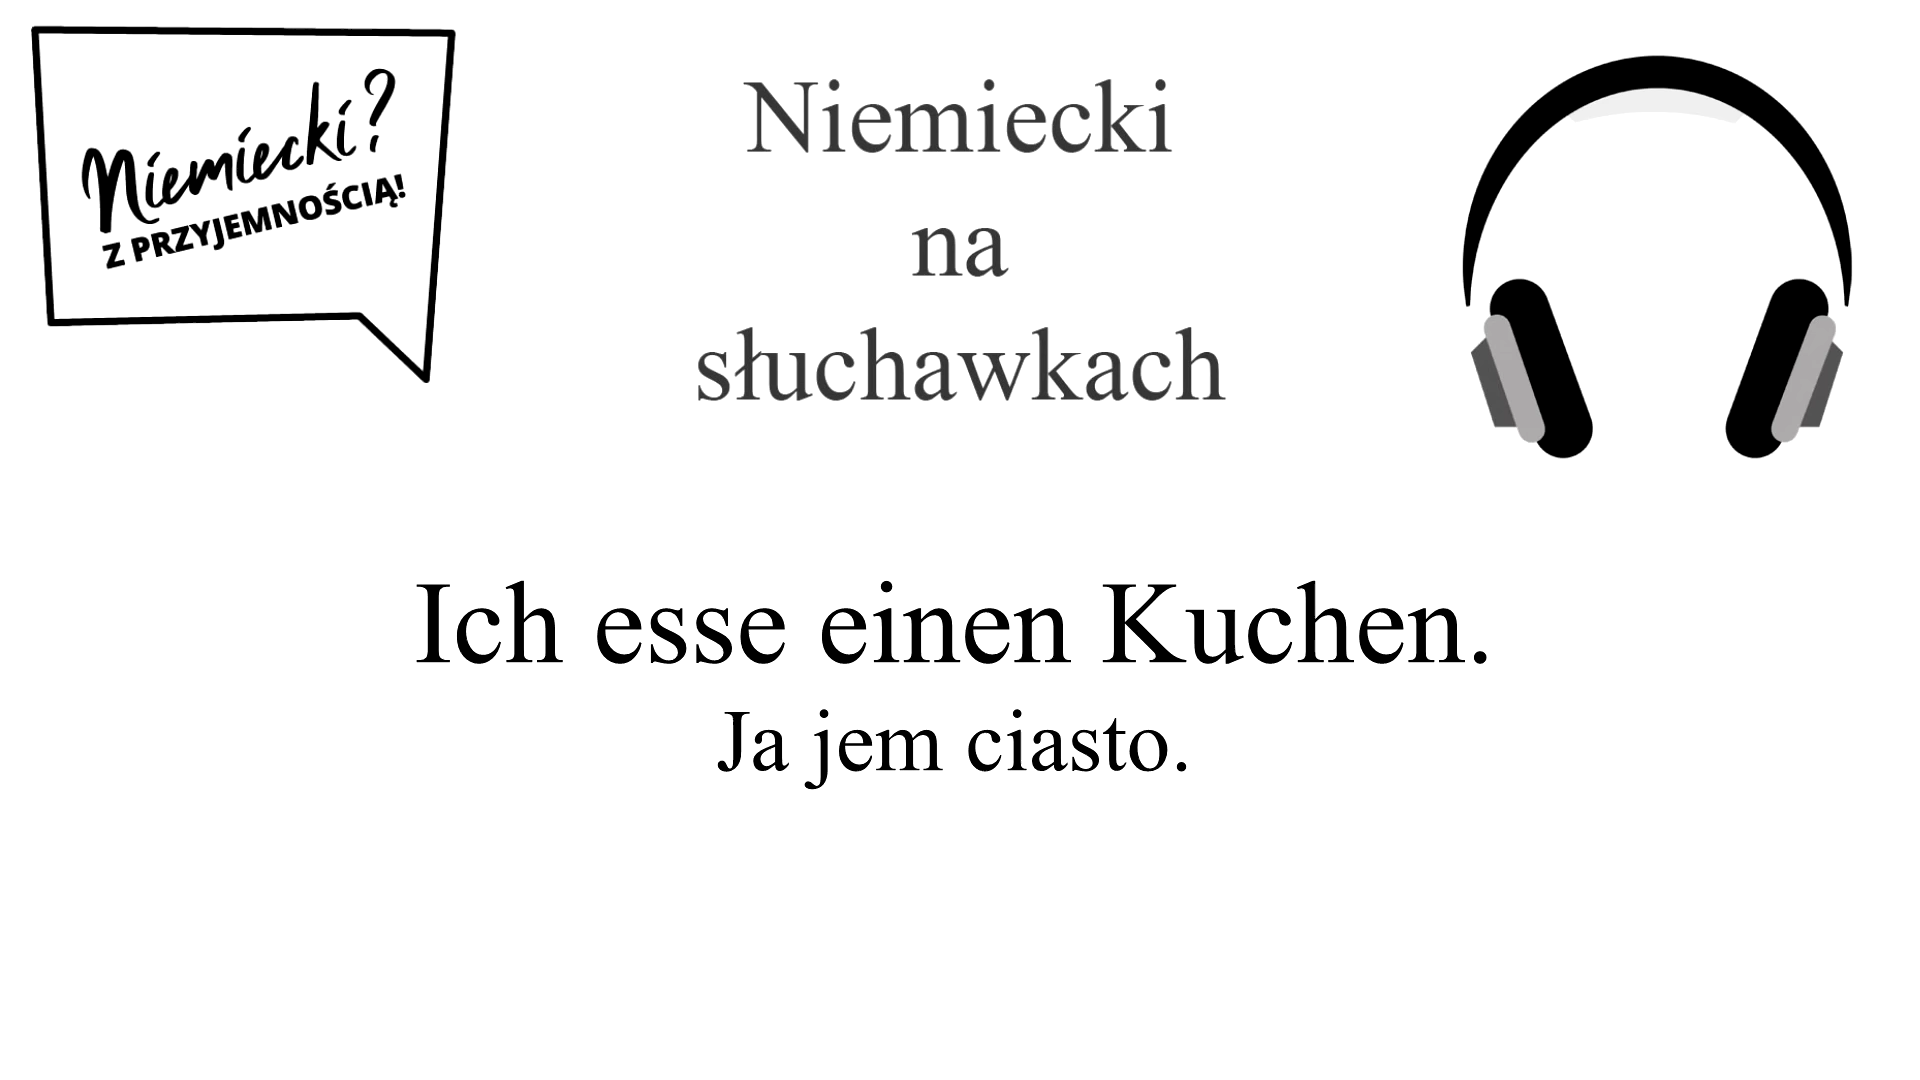 Niemiecki?
Z PRZYJEMNOŚCIĄ!
Niemiecki
na
słuchawkach
Ich esse einen Kuchen.
Ja jem ciasto.